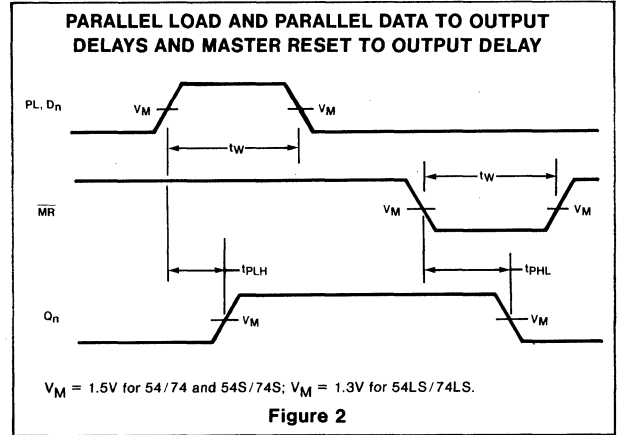 PARALLEL LOAD AND PARALLEL DATA TO OUTPUT
DELAYS AND MASTER RESET TO OUTPUT DELAY
PL, Dn
VM
VM
tW
tW
MR
VM
VM
tPLH
tPHL
Qn
VM
VM
VM = 1.5V for 54/74 and 54S/74S; VM = 1.3V for 54LS/74LS.
Figure 2